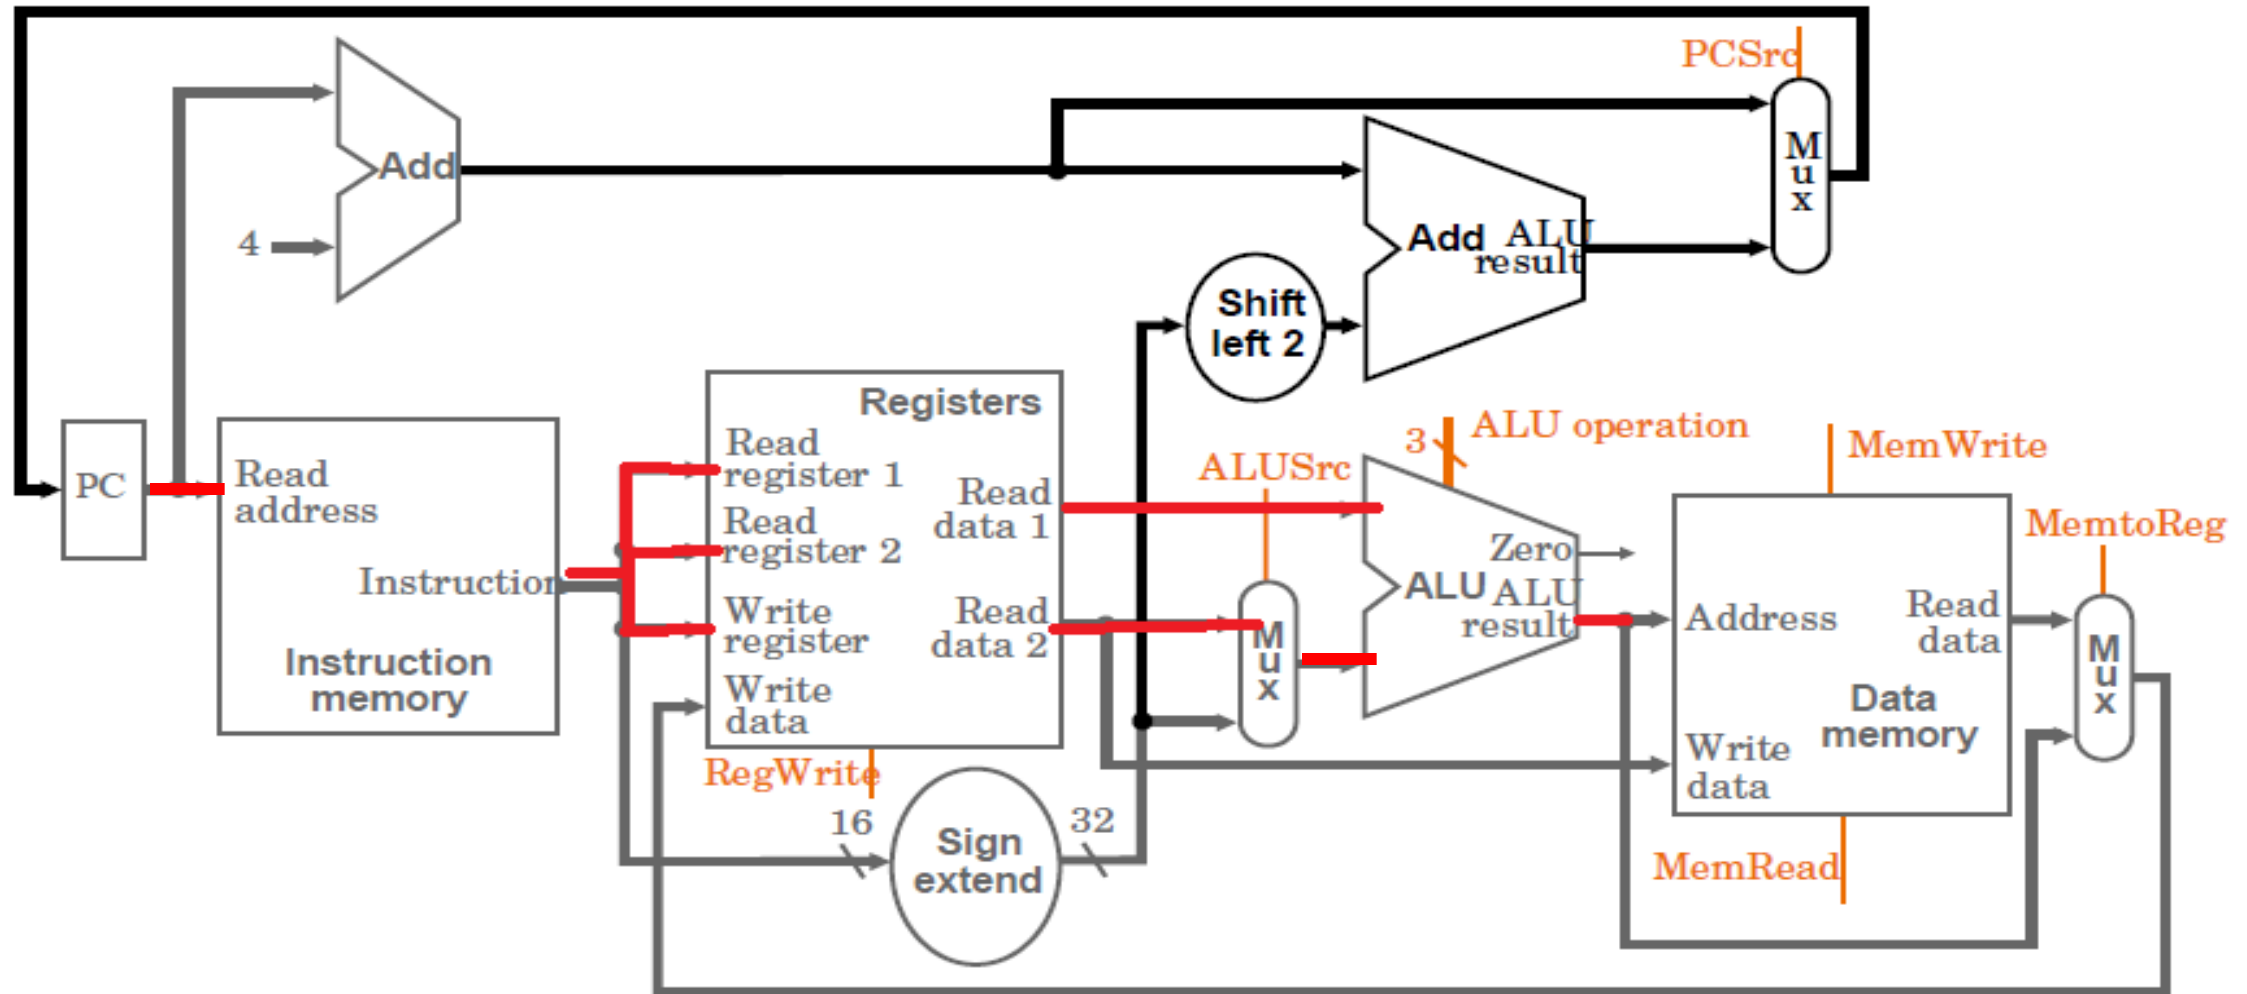 PCSrc
M
u
x
Add
4
Add ALU
result
Shift
left 2
Registers
PC
Read
address
Instruction
Instruction
memory
Read
register 1
Read
register 2
Write
register
Write
data
Read
data 1
Read
data 2
RegWrite
16
Sign
extend
32
ALUSrc
M
u
x
3
ALU operation
Zero
ALU ALU
result
MemWrite
Address
Read
data
Write
data
Data
memory
MemRead
MemtoReg
M
u
x